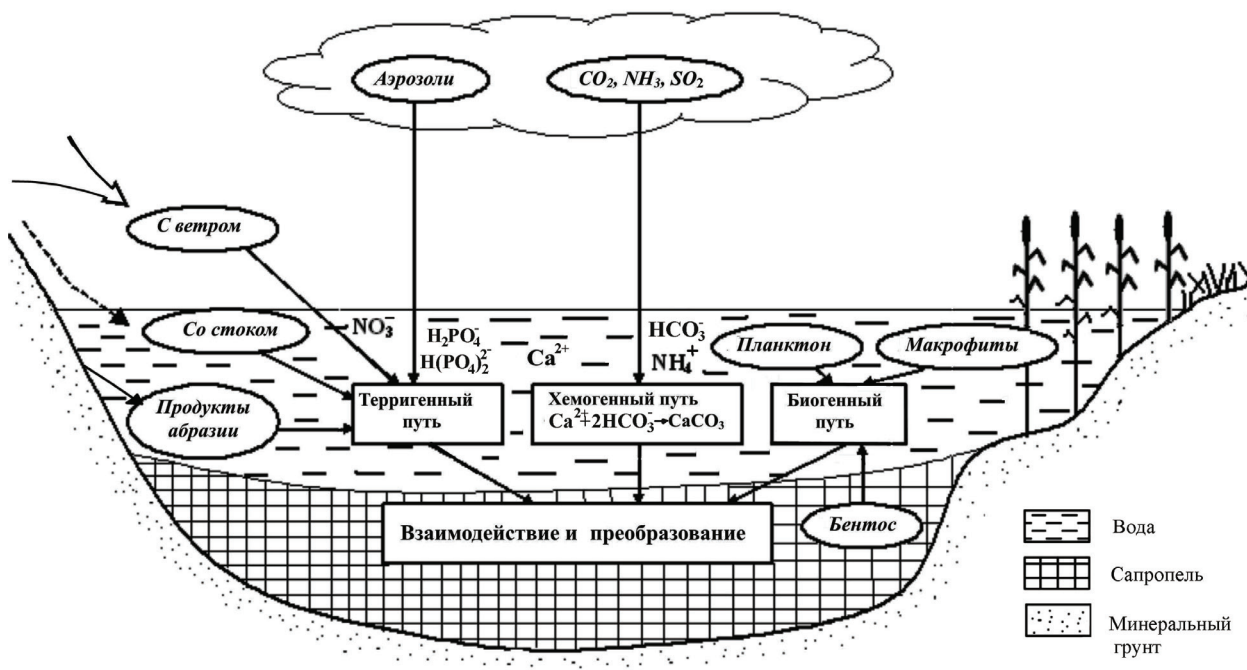 Аэрозоли
CO₂, NH₃, SO₂
С ветром
Со стоком
NO₃⁻
H₂PO₄⁻
H(PO₄)₂²⁻
Ca²⁺
HCO₃⁻
NH₄⁺
Планктон
Макрофиты
Продукты
абразии
Терригенный
путь
Хемогенный путь
Ca²⁺+2HCO₃⁻→CaCO₃
Биогенный
путь
Взаимодействие и преобразование
Бентос
Вода
Сапропель
Минеральный
грунт